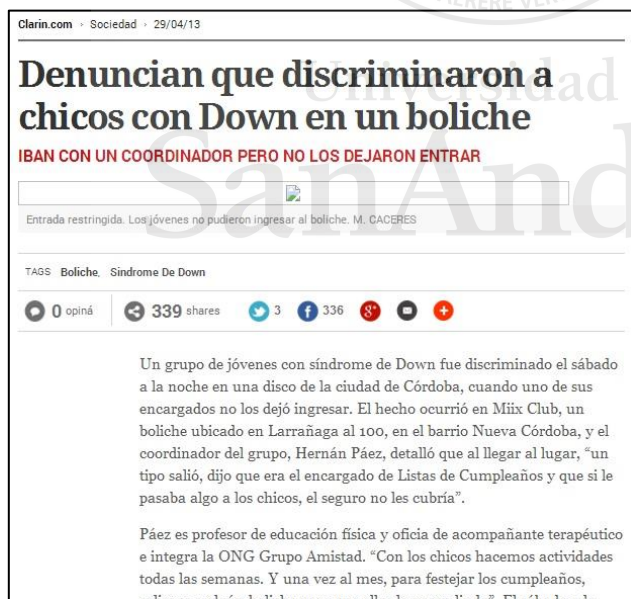 Clarin.com › Sociedad › 29/04/13
Universidad
Denuncian que discriminaron a
chicos con Down en un boliche
IBAN CON UN COORDINADOR PERO NO LOS DEJARON ENTRAR
SanAnd
Entrada restringida. Los jóvenes no pudieron ingresar al boliche. M. CACERES
TAGS Boliche, Sindrome De Down
0 opiná 339 shares 3 336
Un grupo de jóvenes con síndrome de Down fue discriminado el sábado
a la noche en una disco de la ciudad de Córdoba, cuando uno de sus
encargados no los dejó ingresar. El hecho ocurrió en Miix Club, un
boliche ubicado en Larrañaga al 100, en el barrio Nueva Córdoba, y el
coordinador del grupo, Hernán Páez, detalló que al llegar al lugar, “un
tipo salió, dijo que era el encargado de Listas de Cumpleaños y que si le
pasaba algo a los chicos, el seguro no les cubría”.
Páez es profesor de educación física y oficia de acompañante terapéutico
e integra la ONG Grupo Amistad. “Con los chicos hacemos actividades
todas las semanas. Y una vez al mes, para festejar los cumpleaños,